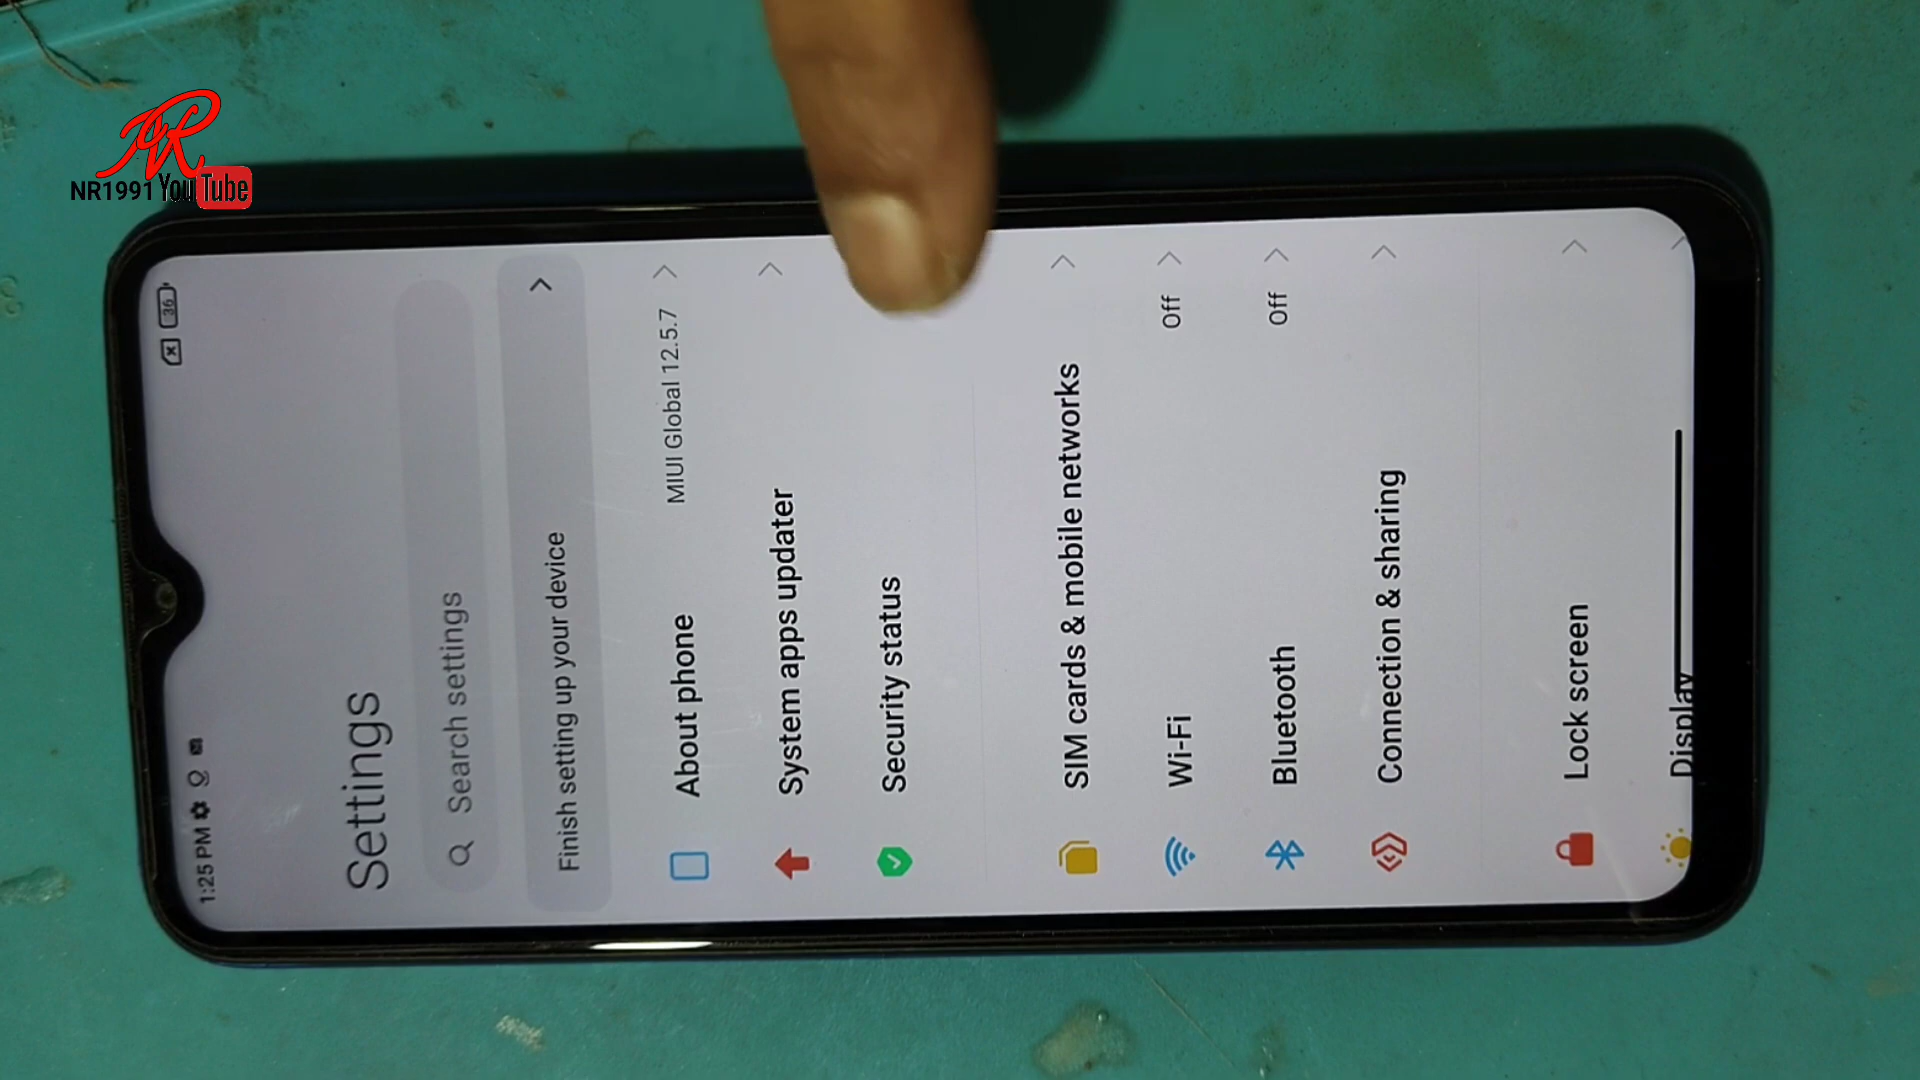 NR1991 YouTube
1:25 PM
36
Settings
Search settings
Finish setting up your device
About phone MIUI Global 12.5.7
System apps updater
Security status
SIM cards & mobile networks
Wi-Fi Off
Bluetooth Off
Connection & sharing
Lock screen
Display